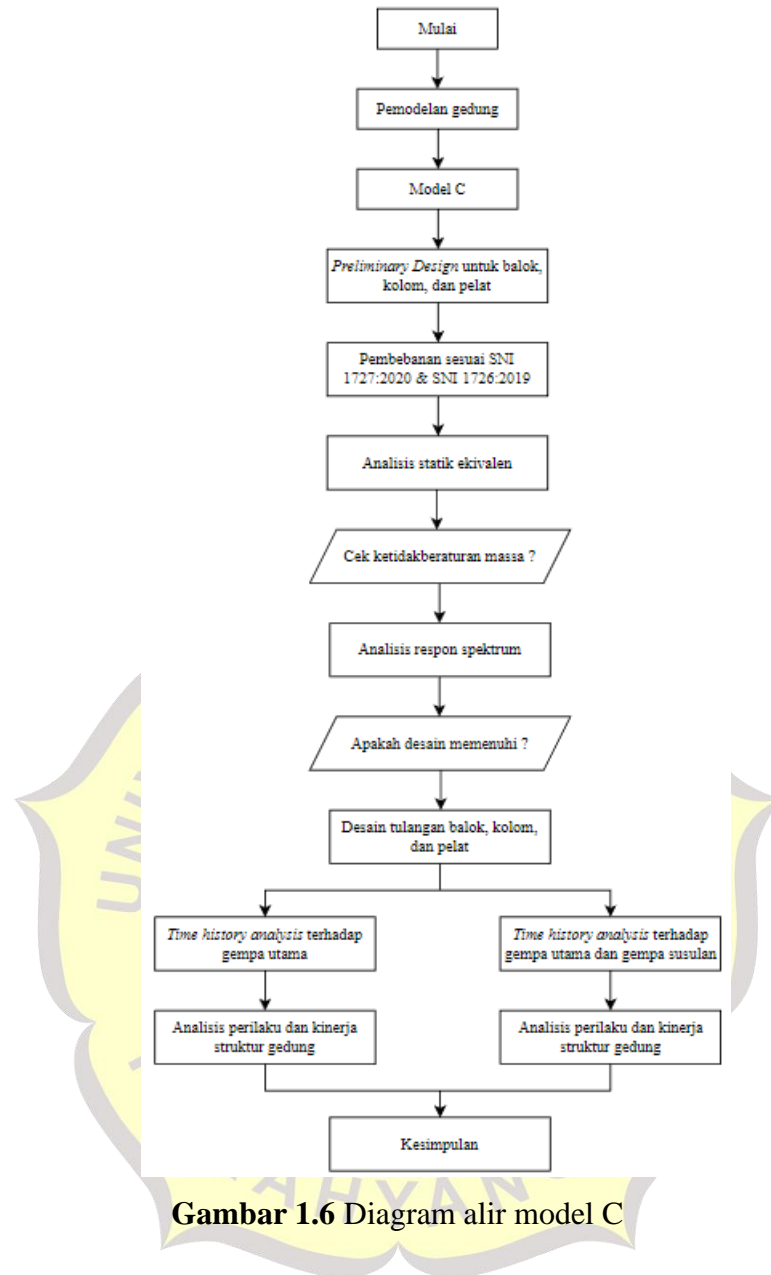 Mulai
Pemodelan gedung
Model C
Preliminary Design untuk balok,
kolom, dan pelat
Pembebanan sesuai SNI
1727:2020 & SNI 1726:2019
Analisis statik ekivalen
Cek ketidakberaturan massa ?
Analisis respon spektrum
Apakah desain memenuhi ?
Desain tulangan balok, kolom,
dan pelat
Time history analysis terhadap
gempa utama
Time history analysis terhadap
gempa utama dan gempa susulan
Analisis perilaku dan kinerja
struktur gedung
Analisis perilaku dan kinerja
struktur gedung
Kesimpulan
Gambar 1.6 Diagram alir model C